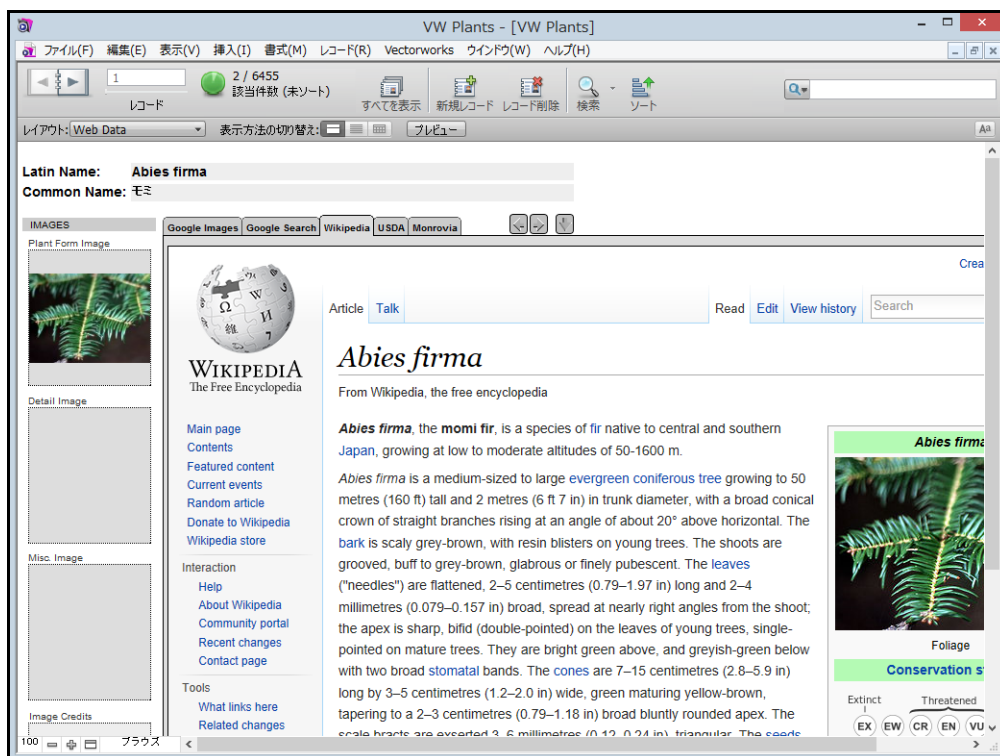 VW Plants - [VW Plants]
ファイル(F) 編集(E) 表示(V) 挿入(I) 書式(M) レコード(R) Vectorworks ウインドウ(W) ヘルプ(H)
1
レコード
2 / 6455
該当件数 (未ソート)
すべてを表示
新規レコード
レコード削除
検索
ソート
レイアウト: Web Data
表示方法の切り替え:
プレビュー
Aa
Latin Name: Abies firma
Common Name: モミ
IMAGES
Plant Form Image
Detail Image
Misc. Image
Image Credits
Google Images Google Search Wikipedia USDA Monrovia
WIKIPEDIA
The Free Encyclopedia
Main page
Contents
Featured content
Current events
Random article
Donate to Wikipedia
Wikipedia store
Interaction
Help
About Wikipedia
Community portal
Recent changes
Contact page
Tools
What links here
Related changes
Crea
Article Talk
Read Edit View history
Search
Abies firma
From Wikipedia, the free encyclopedia
Abies firma, the momi fir, is a species of fir native to central and southern
Japan, growing at low to moderate altitudes of 50-1600 m.
Abies firma is a medium-sized to large evergreen coniferous tree growing to 50
metres (160 ft) tall and 2 metres (6 ft 7 in) in trunk diameter, with a broad conical
crown of straight branches rising at an angle of about 20° above horizontal. The
bark is scaly grey-brown, with resin blisters on young trees. The shoots are
grooved, buff to grey-brown, glabrous or finely pubescent. The leaves
("needles") are flattened, 2–5 centimetres (0.79–1.97 in) long and 2–4
millimetres (0.079–0.157 in) broad, spread at nearly right angles from the shoot;
the apex is sharp, bifid (double-pointed) on the leaves of young trees, single-
pointed on mature trees. They are bright green above, and greyish-green below
with two broad stomatal bands. The cones are 7–15 centimetres (2.8–5.9 in)
long by 3–5 centimetres (1.2–2.0 in) wide, green maturing yellow-brown,
tapering to a 2–3 centimetres (0.79–1.18 in) broad bluntly rounded apex. The
scale bracts are exserted 3–6 millimetres (0.12–0.24 in), triangular. The seeds
Abies firma
Foliage
Conservation s
Extinct Threatened
EX EW CR EN VU
100 ブラウズ